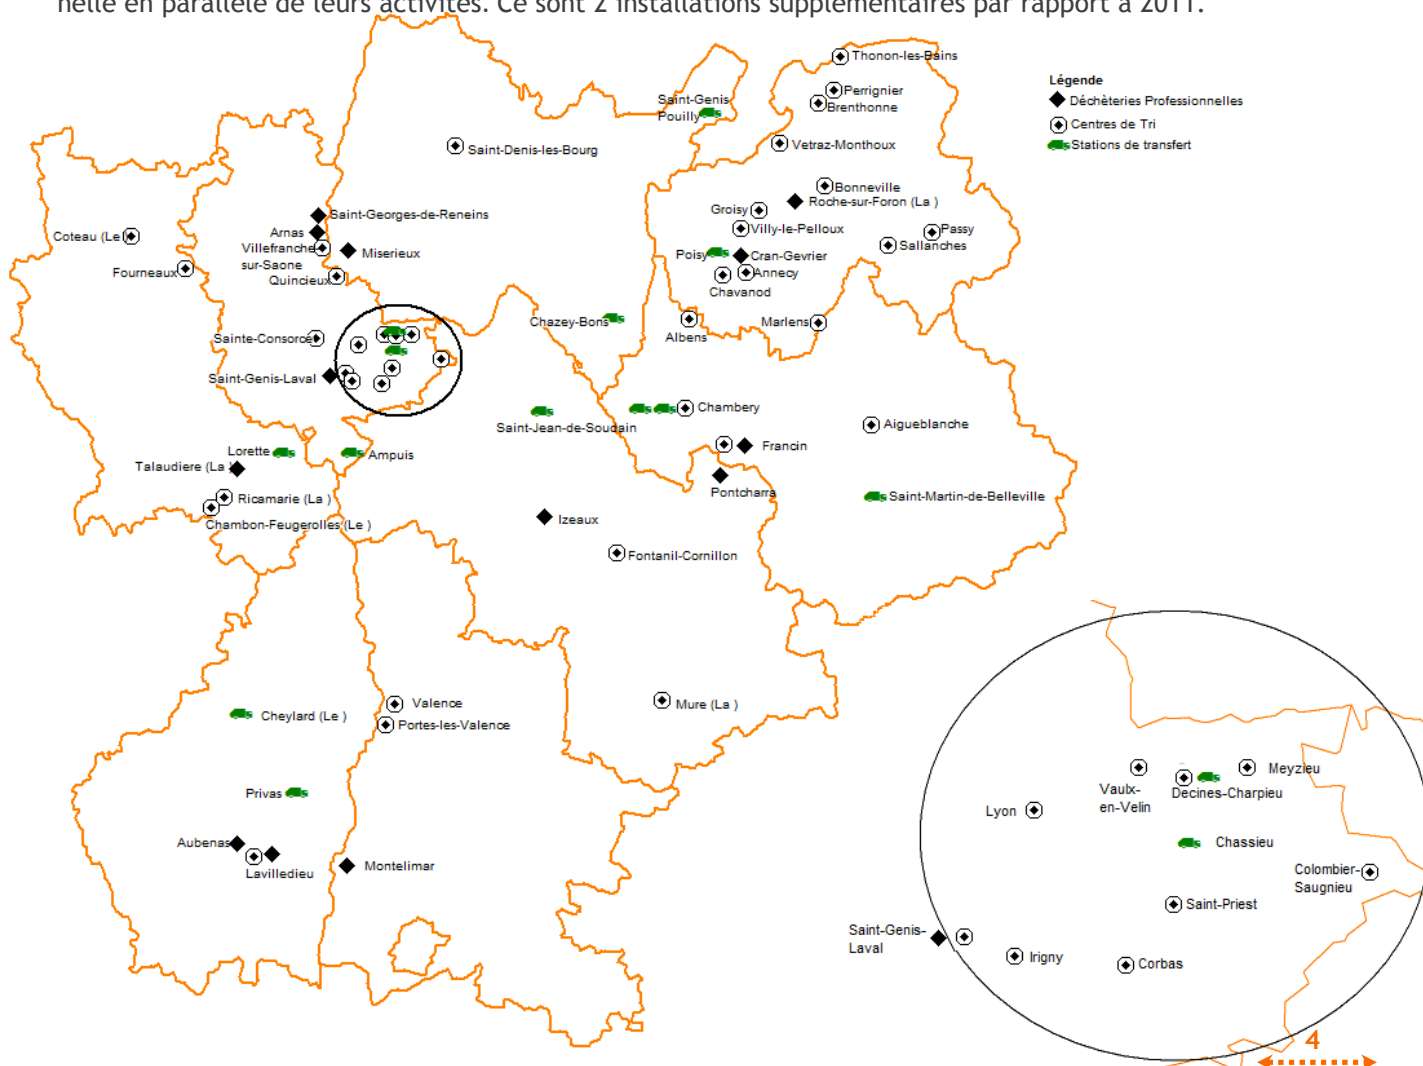 nelle en parallèle de leurs activités. Ce sont 2 installations supplémentaires par rapport à 2011.
Thonon-les-Bains
Légende
Déchèteries Professionnelles
Centres de Tri
Stations de transfert
Perrignier
Brenthonne
Saint-Genis
Pouilly
Vetraz-Monthoux
Saint-Denis-les-Bourg
Bonneville
Roche-sur-Foron (La )
Groisy
Villy-le-Pelloux
Passy
Sallanches
Saint-Georges-de-Reneins
Arnas
Coteau (Le )
Villefranche
sur-Saone
Miserieux
Fourneaux
Quincieux
Poisy
Cran-Gevrier
Annecy
Chavanod
Chazey-Bons
Albens
Marlens
Sainte-Consorce
Saint-Genis-Laval
Chambery
Saint-Jean-de-Soudain
Aigueblanche
Lorette
Ampuis
Francin
Talaudiere (La )
Pontcharra
Ricamarie (La )
Saint-Martin-de-Belleville
Chambon-Feugerolles (Le )
Izeaux
Fontanil-Cornillon
Valence
Mure (La )
Cheylard (Le )
Portes-les-Valence
Privas
Aubenas
Lavilledieu
Montelimar
Meyzieu
Vaulx-
en-Velin
Decines-Charpieu
Lyon
Chassieu
Colombier-
Saugnieu
Saint-Priest
Saint-Genis-
Laval
Irigny
Corbas
4